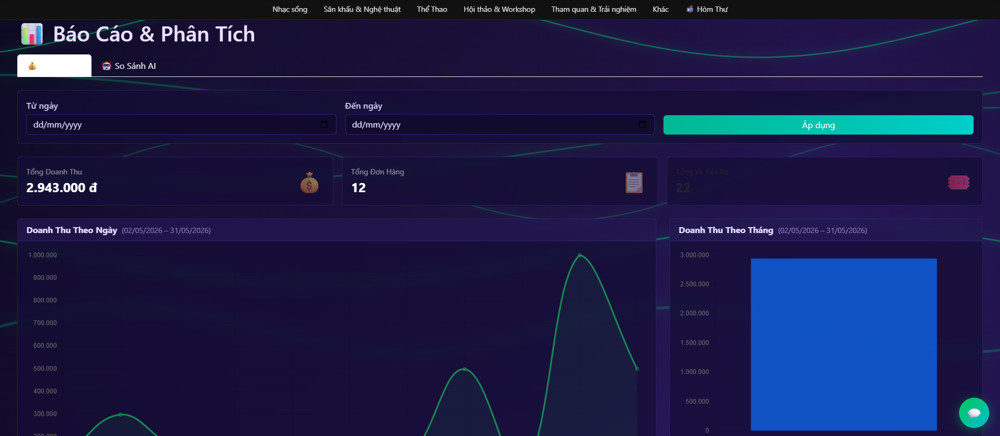 Nhạc sống Sân khấu & Nghệ thuật Thể Thao Hội thảo & Workshop Tham quan & Trải nghiệm Khác Hòm Thư
Báo Cáo & Phân Tích
So Sánh AI
Từ ngày
Đến ngày
dd/mm/yyyy
dd/mm/yyyy
Áp dụng
Tổng Doanh Thu
2.943.000 đ
Tổng Đơn Hàng
12
Tổng Vé Bán Ra
22
Doanh Thu Theo Ngày (02/05/2026 – 31/05/2026)
1.000.000
900.000
800.000
700.000
600.000
500.000
400.000
300.000
200.000
Doanh Thu Theo Tháng (02/05/2026 – 31/05/2026)
3.000.000
2.500.000
2.000.000
1.500.000
1.000.000
500.000
0